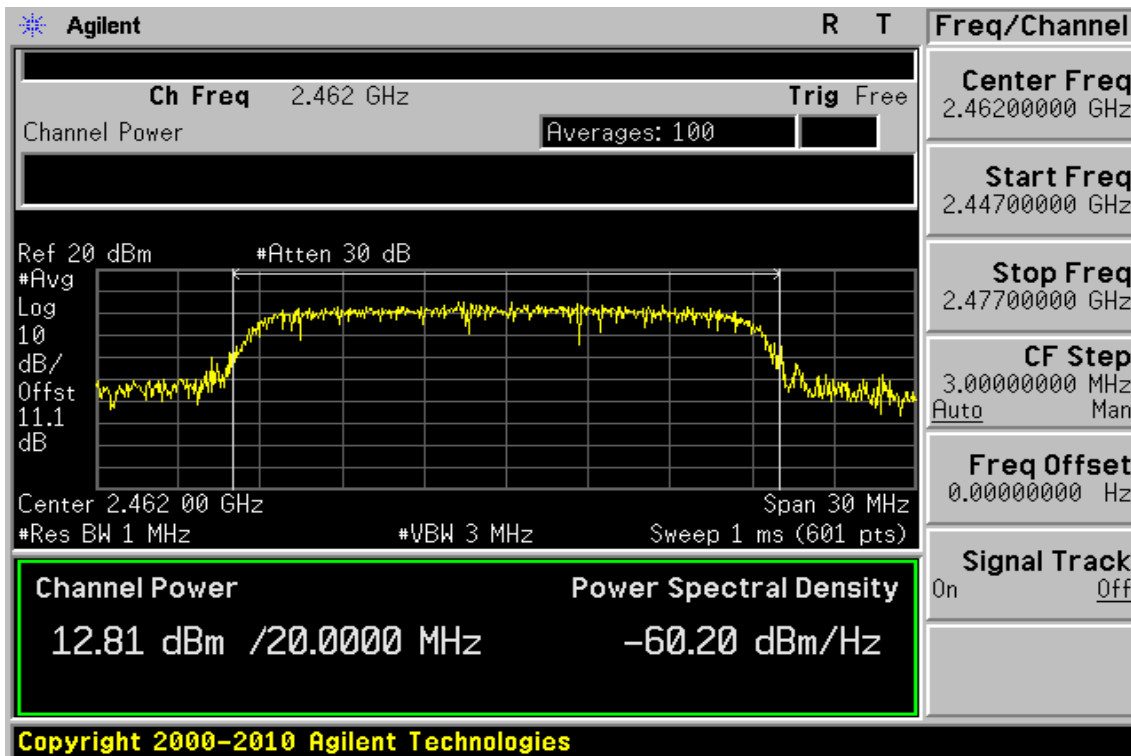 Agilent R T
Ch Freq 2.462 GHz Trig Free
Channel Power Averages: 100
Ref 20 dBm #Atten 30 dB
#Avg
Log
10
dB/
Offst
11.1
dB
Center 2.462 00 GHz Span 30 MHz
#Res BW 1 MHz #VBW 3 MHz Sweep 1 ms (601 pts)
Channel Power Power Spectral Density
12.81 dBm /20.0000 MHz -60.20 dBm/Hz
Copyright 2000-2010 Agilent Technologies
Freq/Channel
Center Freq
2.46200000 GHz
Start Freq
2.44700000 GHz
Stop Freq
2.47700000 GHz
CF Step
3.00000000 MHz
Auto Man
Freq Offset
0.00000000 Hz
Signal Track
On Off